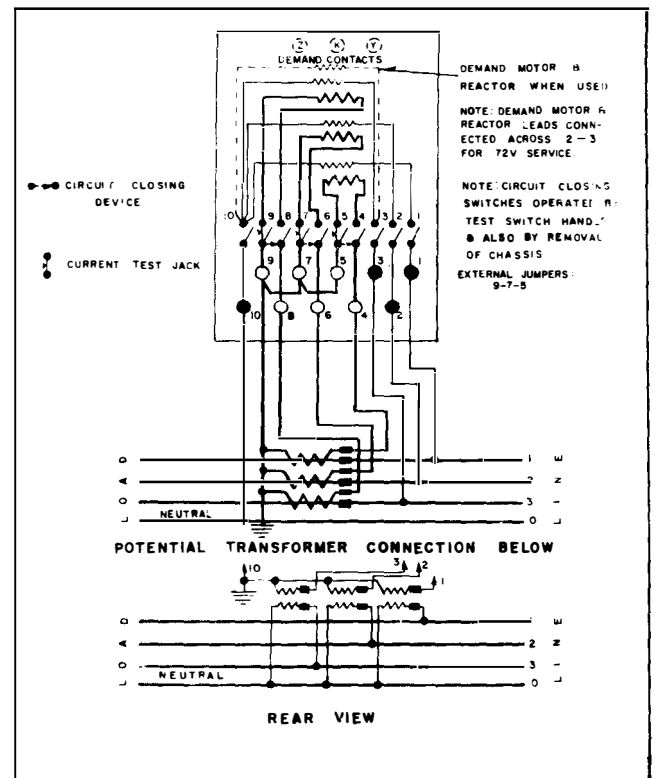 Z K Y
DEMAND CONTACTS
DEMAND MOTOR &
REACTOR WHEN USED
NOTE: DEMAND MOTOR &
REACTOR LEADS CONN-
ECTED ACROSS 2-3
FOR 72V SERVICE.
NOTE: CIRCUIT CLOSING
SWITCHES OPERATED BY
TEST SWITCH HANDLE
& ALSO BY REMOVAL
OF CHASSIS
EXTERNAL JUMPERS:
9-7-5
CIRCUIT CLOSING
DEVICE
CURRENT TEST JACK
10 9 8 7 6 5 4 3 2 1
9 7 5 3 1
10 8 6 4 2
LOAD
1
2
3
0
LINE
NEUTRAL
POTENTIAL TRANSFORMER CONNECTION BELOW
10 3 2 1
LOAD
1
2
3
0
LINE
NEUTRAL
REAR VIEW